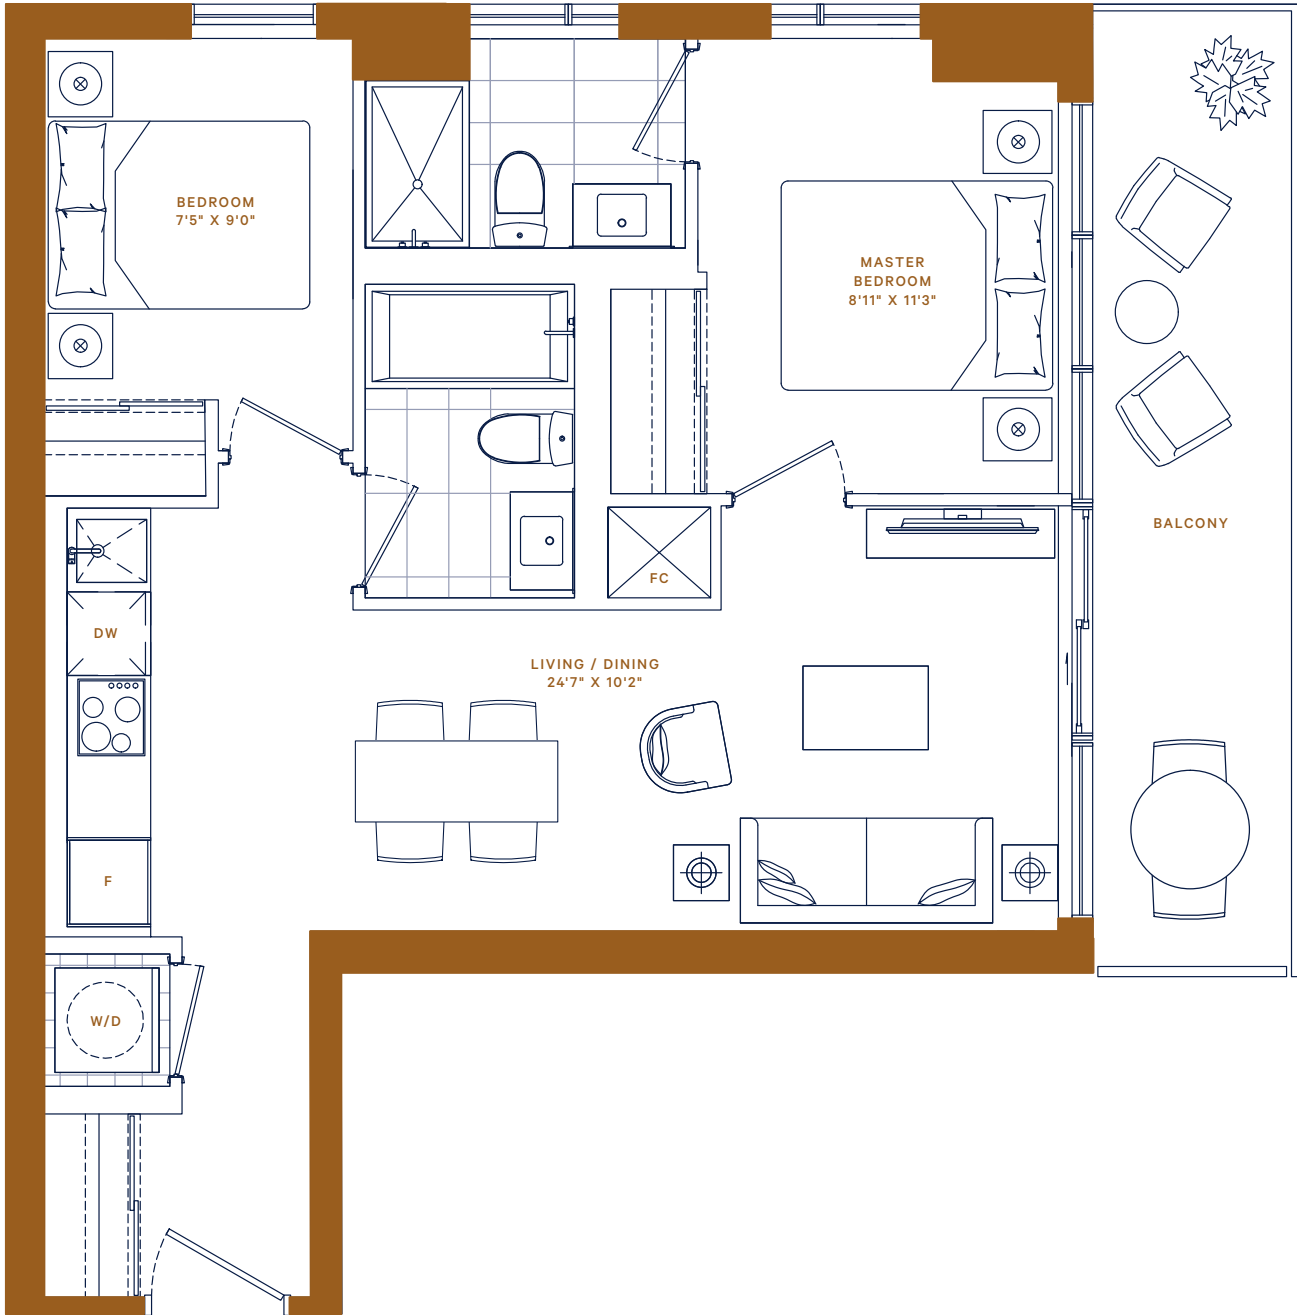 BEDROOM
7'5" X 9'0"
MASTER
BEDROOM
8'11" X 11'3"
BALCONY
FC
DW
LIVING / DINING
24'7" X 10'2"
F
W/D